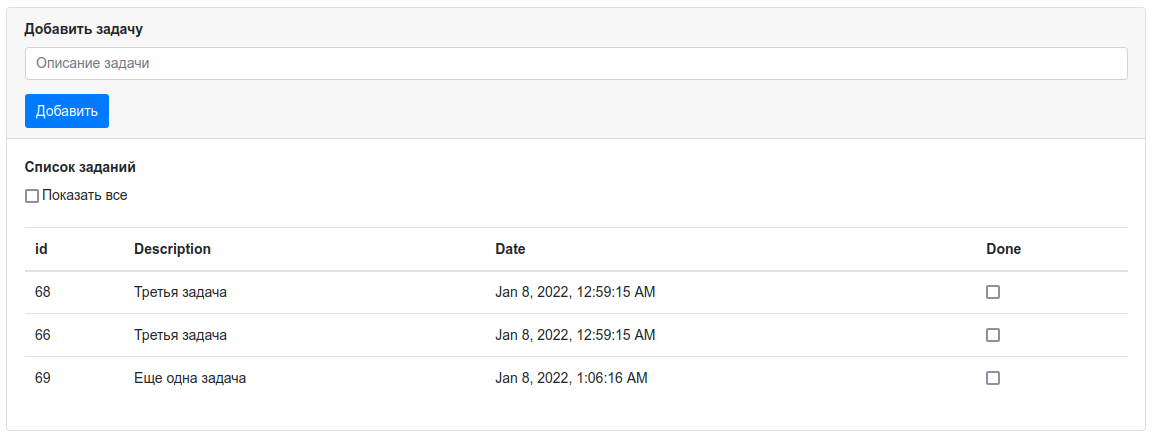 Добавить задачу
Описание задачи
Добавить
Список заданий
Показать все
id Description Date Done
68 Третья задача Jan 8, 2022, 12:59:15 AM
66 Третья задача Jan 8, 2022, 12:59:15 AM
69 Еще одна задача Jan 8, 2022, 1:06:16 AM